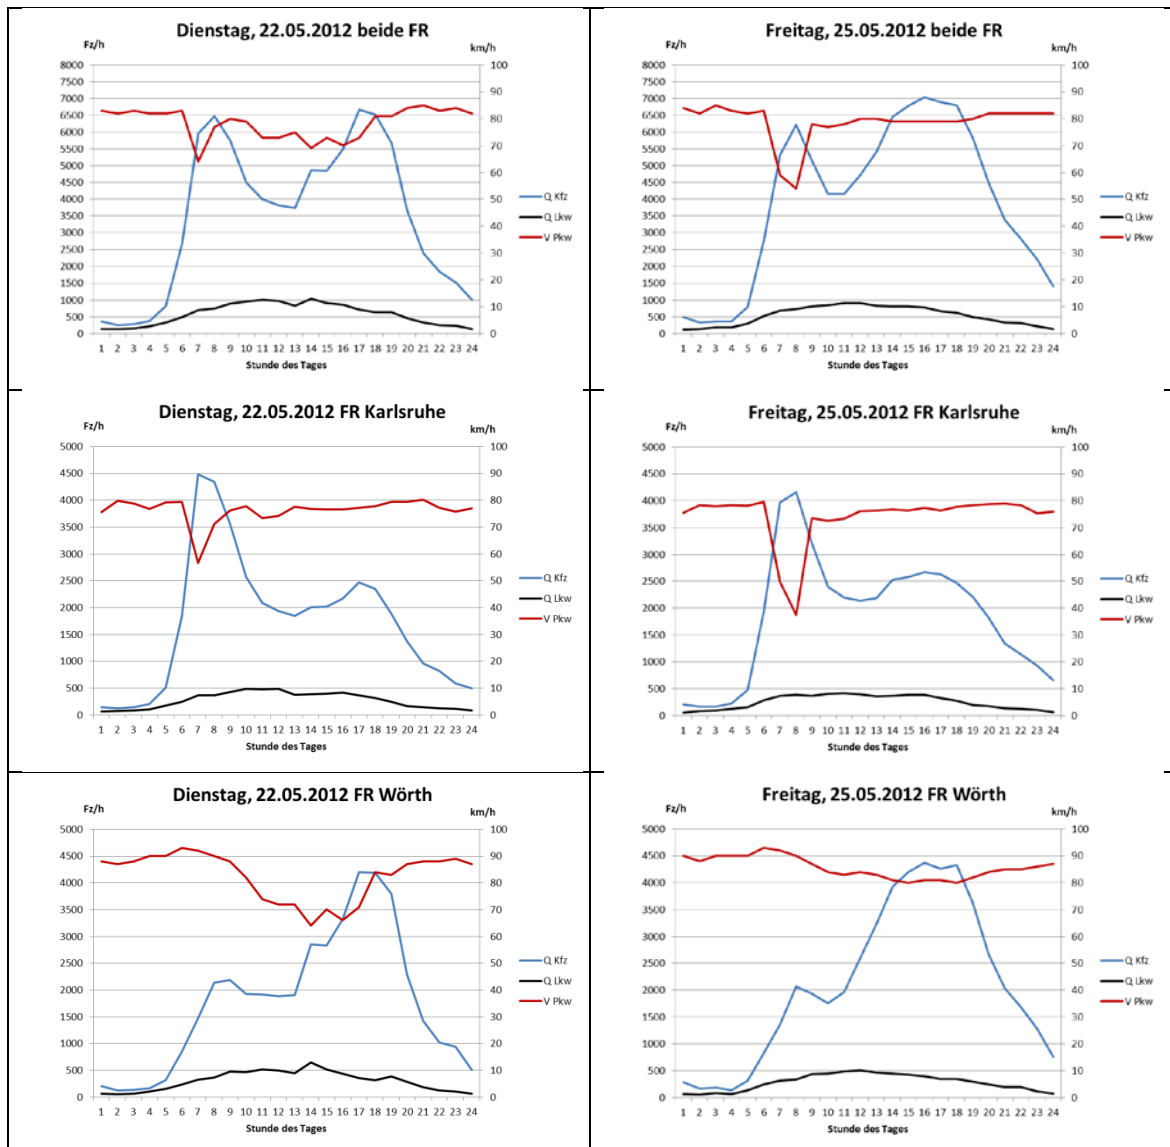 Dienstag, 22.05.2012 beide FR
Fz/h
km/h
8000 100
7500
7000 90
6500 80
6000
5500 70
5000 60
4500
4000 50
3500
3000 40
2500 30
2000
1500 20
1000 10
500
0 0
1 2 3 4 5 6 7 8 9 10 11 12 13 14 15 16 17 18 19 20 21 22 23 24
Stunde des Tages
Q Kfz
Q Lkw
V Pkw
Freitag, 25.05.2012 beide FR
Fz/h
km/h
8000 100
7500
7000 90
6500 80
6000
5500 70
5000 60
4500
4000 50
3500
3000 40
2500 30
2000
1500 20
1000 10
500
0 0
1 2 3 4 5 6 7 8 9 10 11 12 13 14 15 16 17 18 19 20 21 22 23 24
Stunde des Tages
Q Kfz
Q Lkw
V Pkw
Dienstag, 22.05.2012 FR Karlsruhe
Fz/h
km/h
5000 100
4500 90
4000 80
3500 70
3000 60
2500 50
2000 40
1500 30
1000 20
500 10
0 0
1 2 3 4 5 6 7 8 9 10 11 12 13 14 15 16 17 18 19 20 21 22 23 24
Stunde des Tages
Q Kfz
Q Lkw
V Pkw
Freitag, 25.05.2012 FR Karlsruhe
Fz/h
km/h
5000 100
4500 90
4000 80
3500 70
3000 60
2500 50
2000 40
1500 30
1000 20
500 10
0 0
1 2 3 4 5 6 7 8 9 10 11 12 13 14 15 16 17 18 19 20 21 22 23 24
Stunde des Tages
Q Kfz
Q Lkw
V Pkw
Dienstag, 22.05.2012 FR Wörth
Fz/h
km/h
5000 100
4500 90
4000 80
3500 70
3000 60
2500 50
2000 40
1500 30
1000 20
500 10
0 0
1 2 3 4 5 6 7 8 9 10 11 12 13 14 15 16 17 18 19 20 21 22 23 24
Stunde des Tages
Q Kfz
Q Lkw
V Pkw
Freitag, 25.05.2012 FR Wörth
Fz/h
km/h
5000 100
4500 90
4000 80
3500 70
3000 60
2500 50
2000 40
1500 30
1000 20
500 10
0 0
1 2 3 4 5 6 7 8 9 10 11 12 13 14 15 16 17 18 19 20 21 22 23 24
Stunde des Tages
Q Kfz
Q Lkw
V Pkw